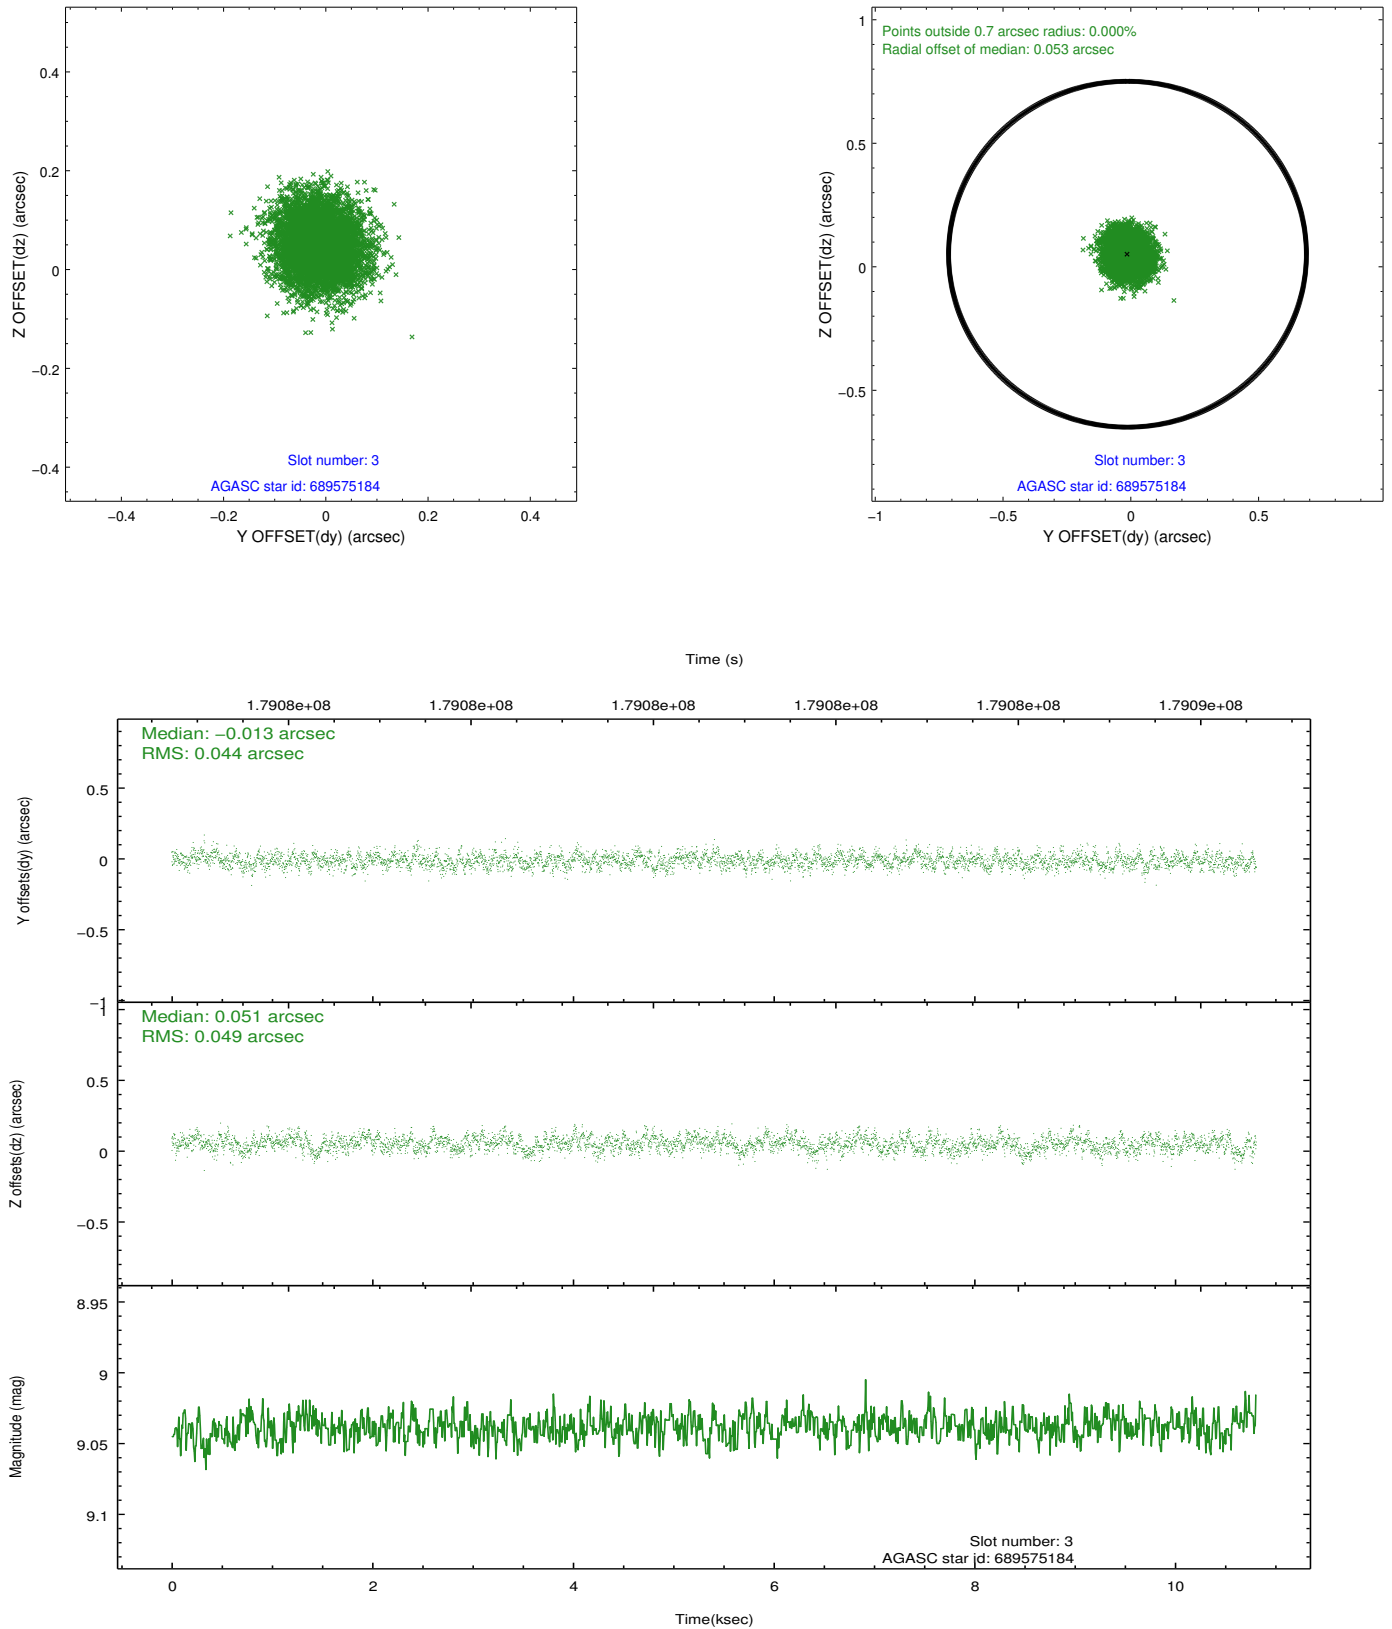 0.4
0.2
0
−0.2
−0.4
Z OFFSET(dz) (arcsec)
Slot number: 3
AGASC star id: 689575184
−0.4
−0.2
0
0.2
0.4
Y OFFSET(dy) (arcsec)
Points outside 0.7 arcsec radius: 0.000%
Radial offset of median: 0.053 arcsec
1
0.5
0
−0.5
Z OFFSET(dz) (arcsec)
Slot number: 3
AGASC star id: 689575184
−1
−0.5
0
0.5
Y OFFSET(dy) (arcsec)
Time (s)
1.7908e+08
1.7908e+08
1.7908e+08
1.7908e+08
1.7908e+08
1.7909e+08
Median: −0.013 arcsec
RMS: 0.044 arcsec
0.5
0
−0.5
−1
Y offsets(dy) (arcsec)
Median: 0.051 arcsec
RMS: 0.049 arcsec
1
0.5
0
−0.5
Z offsets(dz) (arcsec)
8.95
9
9.05
9.1
Magnitude (mag)
Slot number: 3
AGASC star id: 689575184
0
2
4
6
8
10
Time(ksec)